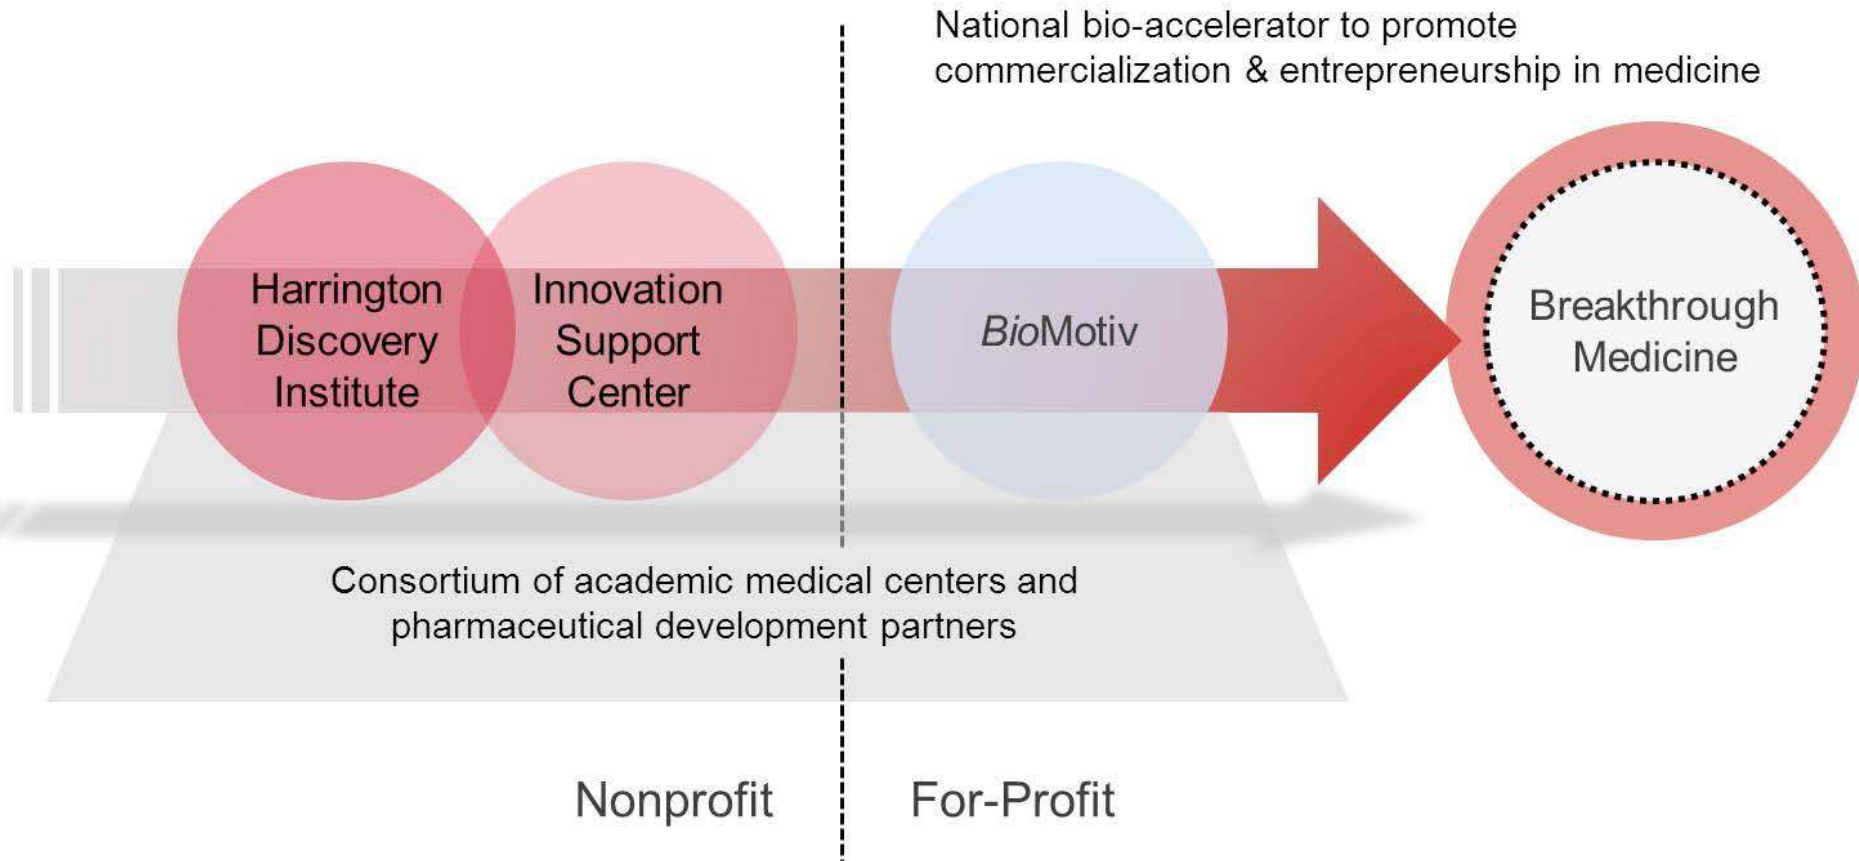 National bio-accelerator to promote
commercialization & entrepreneurship in medicine
Harrington
Discovery
Institute
Innovation
Support
Center
BioMotiv
Breakthrough
Medicine
Consortium of academic medical centers and
pharmaceutical development partners
Nonprofit
For-Profit